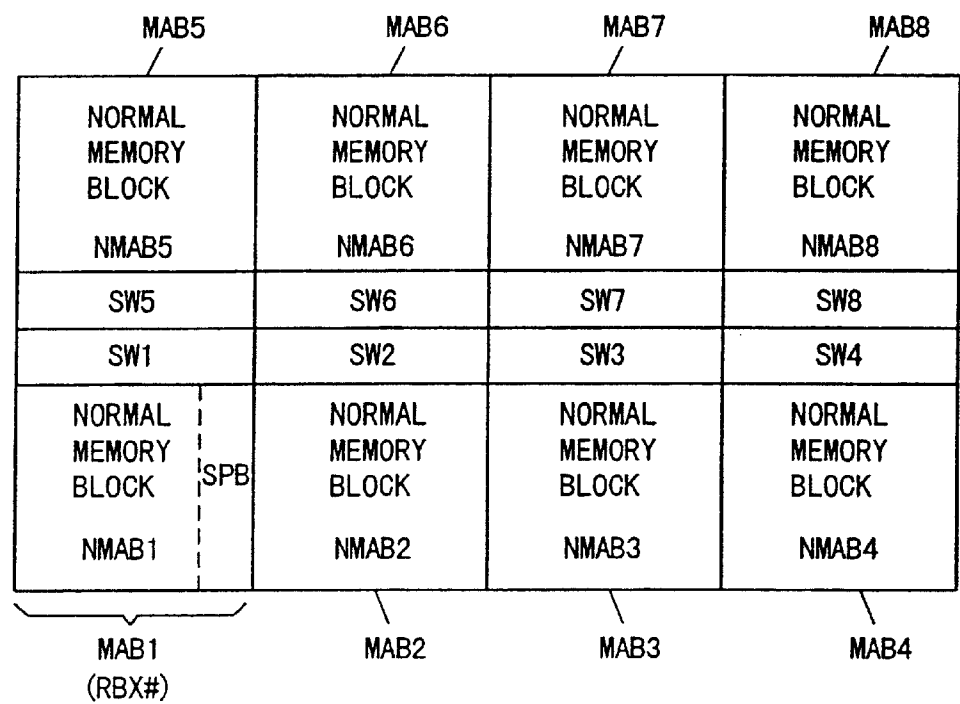 MAB5 MAB6 MAB7 MAB8
NORMAL NORMAL NORMAL NORMAL
MEMORY MEMORY MEMORY MEMORY
BLOCK BLOCK BLOCK BLOCK
NMAB5 NMAB6 NMAB7 NMAB8
SW5 SW6 SW7 SW8
SW1 SW2 SW3 SW4
NORMAL NORMAL NORMAL NORMAL
MEMORY MEMORY MEMORY MEMORY
BLOCK SPB BLOCK BLOCK BLOCK
NMAB1 NMAB2 NMAB3 NMAB4
MAB1 MAB2 MAB3 MAB4
(RBX#)